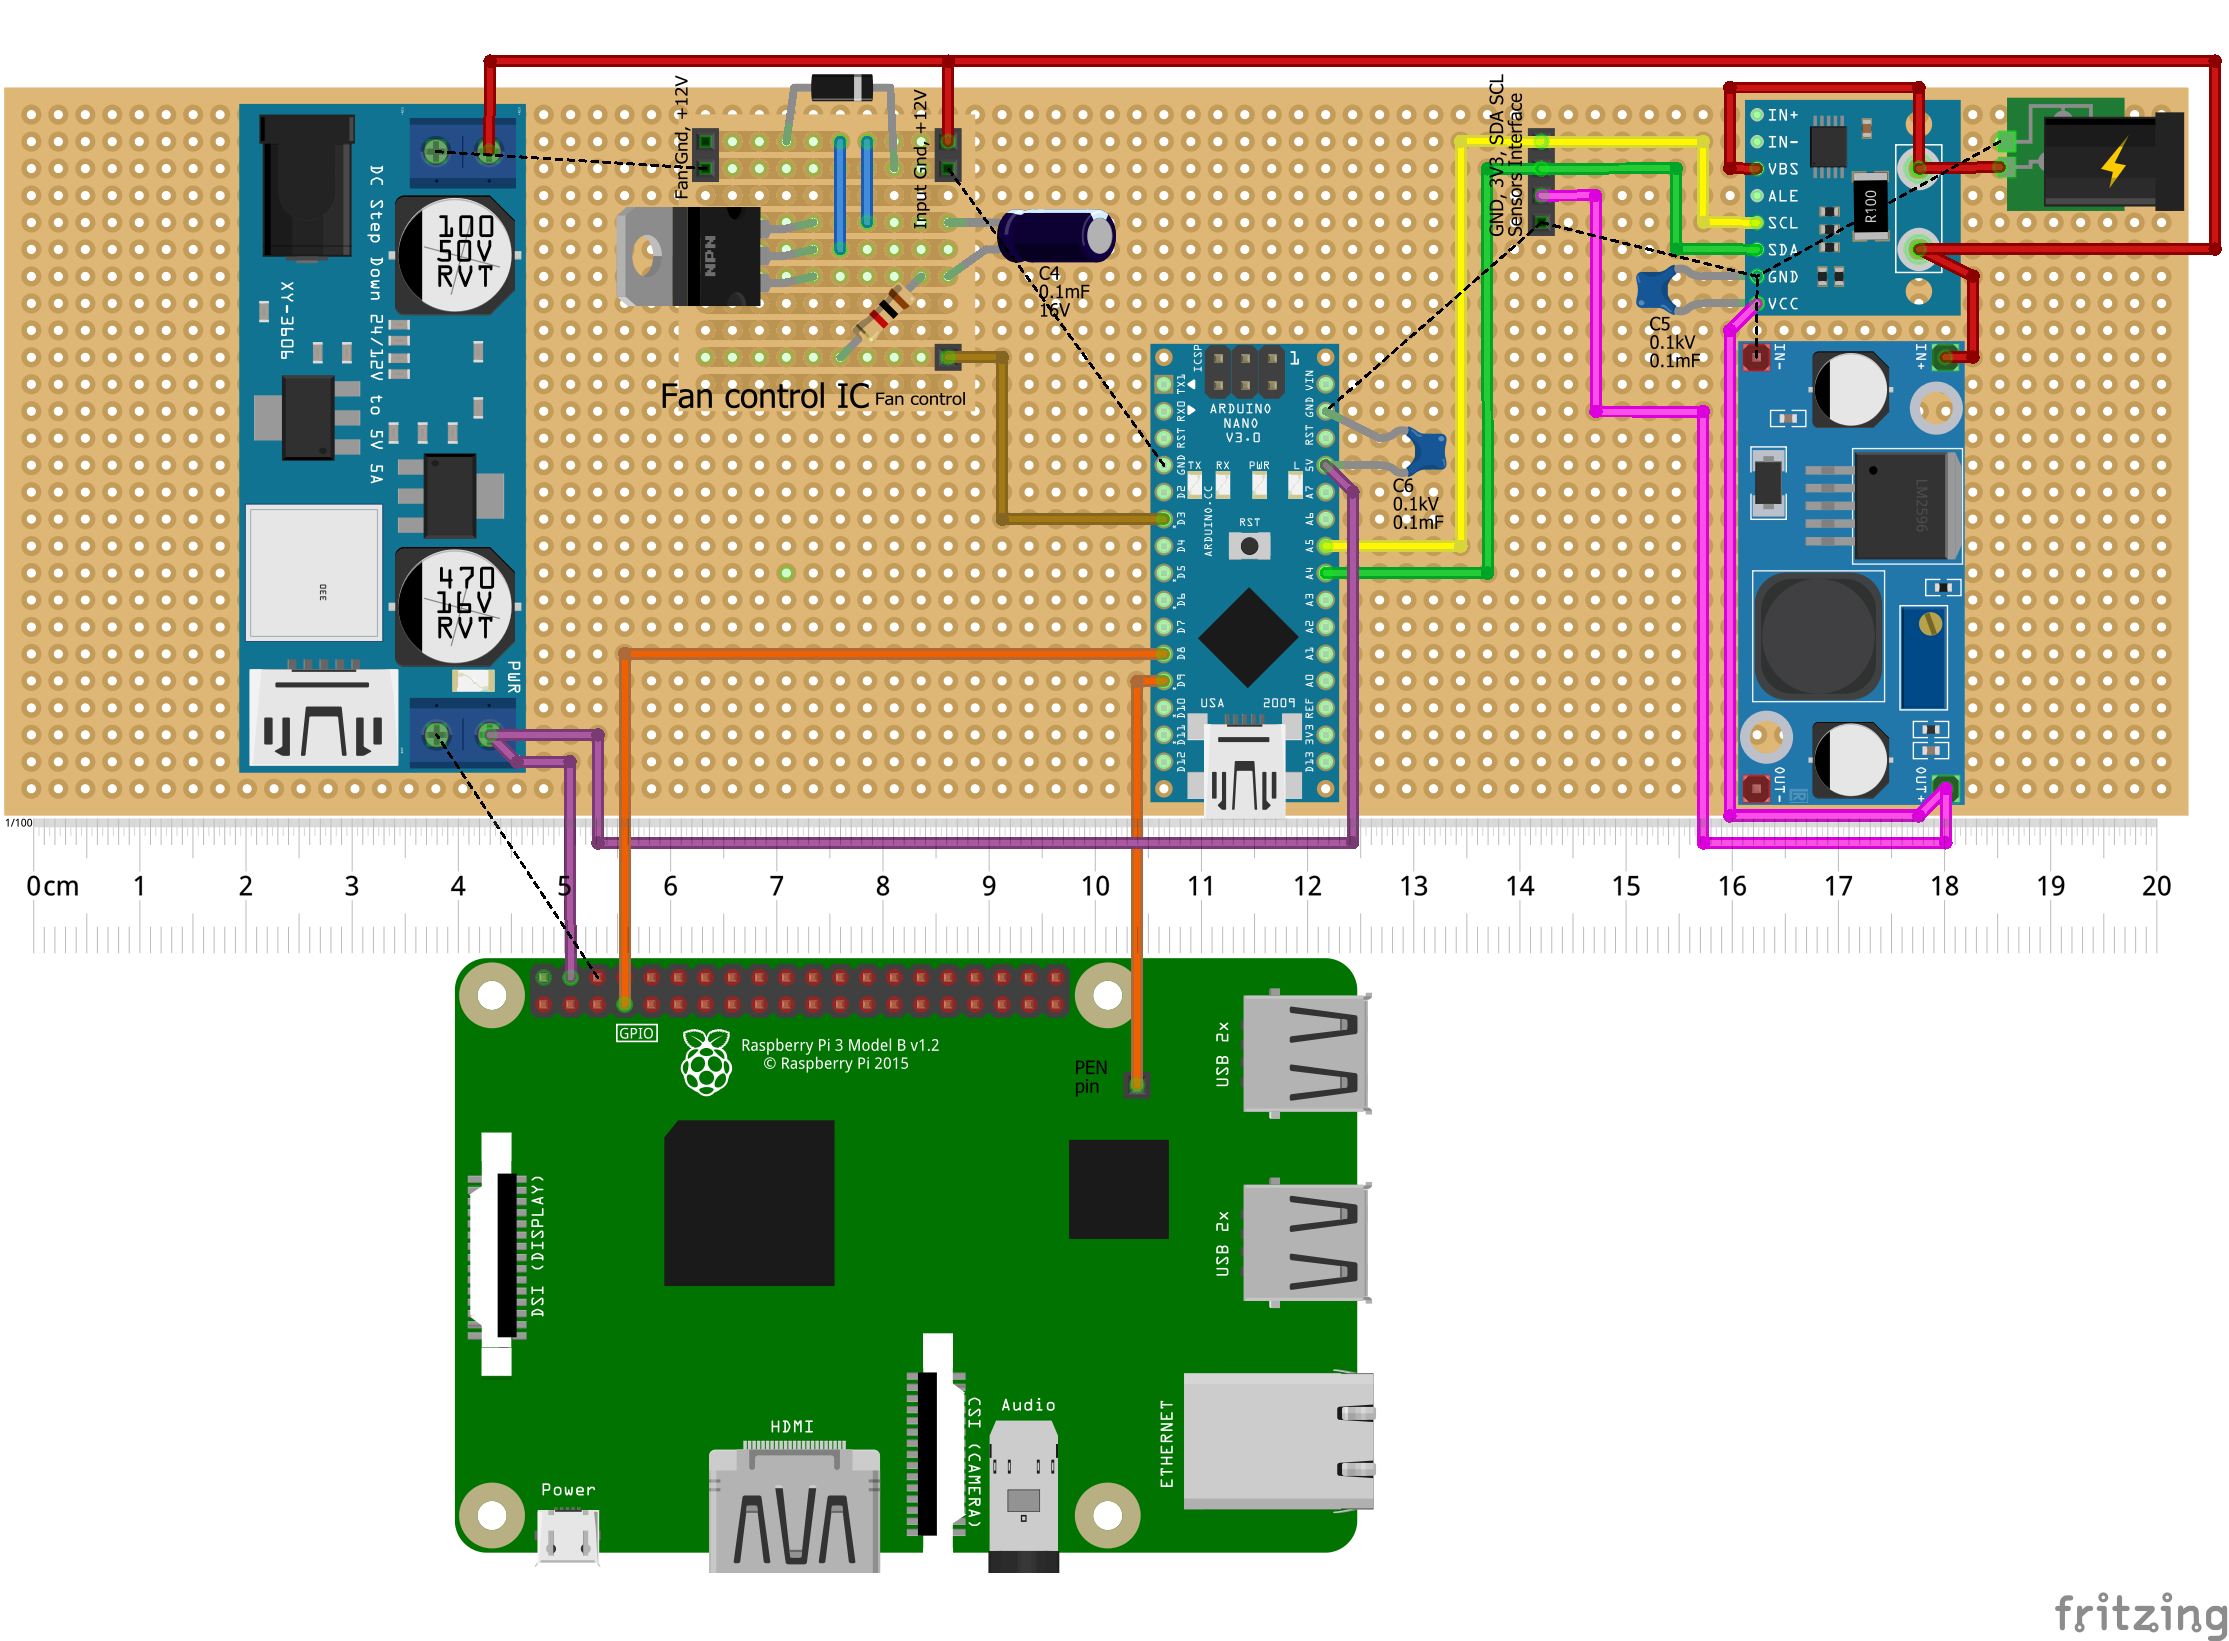 DC Step Down 24/12V to 5V 5A
XY-3606
100
50V
RVT
470
16V
RVT
PWR
Fan Gnd, +12V
Input Gnd, +12V
NPN
C4
0.1mF
16V
Fan control IC
Fan control
ICSP
1
ARDUINO
NANO
V3.0
TX
RX
PWR
L
ARDUINO.CC
RST
USA
2009
TX1
RX0
RST
GND
D2
D3
D4
D5
D6
D7
D8
D9
D10
D11
D12
VIN
GND
RST
5V
A7
A6
A5
A4
A3
A2
A1
A0
REF
3V3
D13
C6
0.1kV
0.1mF
GND, 3V3, SDA SCL
Sensors Interface
IN+
IN-
VBS
ALE
SCL
SDA
GND
VCC
R100
C5
0.1kV
0.1mF
IN-
IN+
LM2596
OUT-
OUT+
1/100
0cm 1 2 3 4 5 6 7 8 9 10 11 12 13 14 15 16 17 18 19 20
GPIO
Raspberry Pi 3 Model B v1.2
© Raspberry Pi 2015
PEN
pin
USB 2x
USB 2x
DSI (DISPLAY)
CSI (CAMERA)
Audio
HDMI
ETHERNET
Power
fritzing